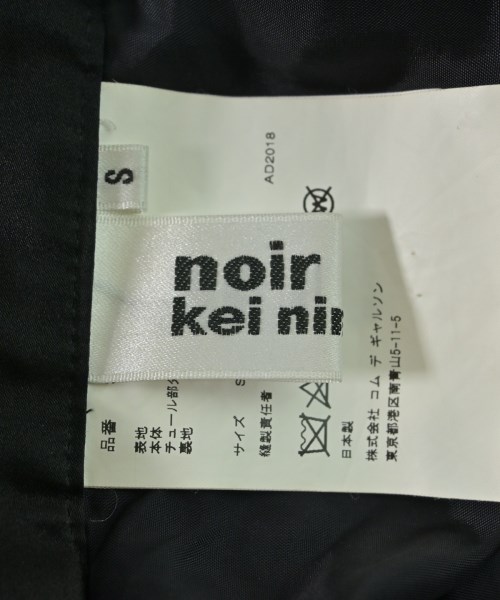 S
noir
kei nin
AD2018
品番
表地
本体
チュール部分
裏地
サイズ S
縫製責任者
日本製
株式会社 コム デ ギャルソン
東京都港区南青山5-11-5